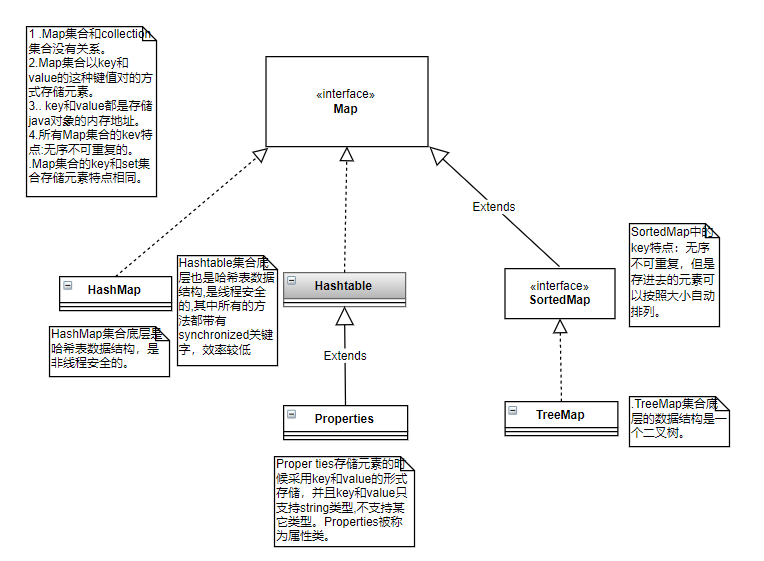 1 .Map集合和collection
集合没有关系。
2.Map集合以key和
value的这种键值对的方
式存储元素。
3.. key和value都是存储
java对象的内存地址。
4.所有Map集合的kev特
点:无序不可重复的。
.Map集合的key和set集
合存储元素特点相同。
«interface»
Map
Extends
SortedMap中的
key特点：无序
不可重复，但是
存进去的元素可
以按照大小自动
排列。
HashMap
Hashtable集合底
层也是哈希表数据
结构,是线程安全
的,其中所有的方
法都带有
synchronized关键
字，效率较低
Hashtable
«interface»
SortedMap
HashMap集合底层是
哈希表数据结构，是
非线程安全的。
Extends
Properties
TreeMap
.TreeMap集合底
层的数据结构是一
个二叉树。
Proper ties存储元素的时
候采用key和value的形式
存储，并且key和value只
支持string类型,不支持其
它类型。Properties被称
为属性类。